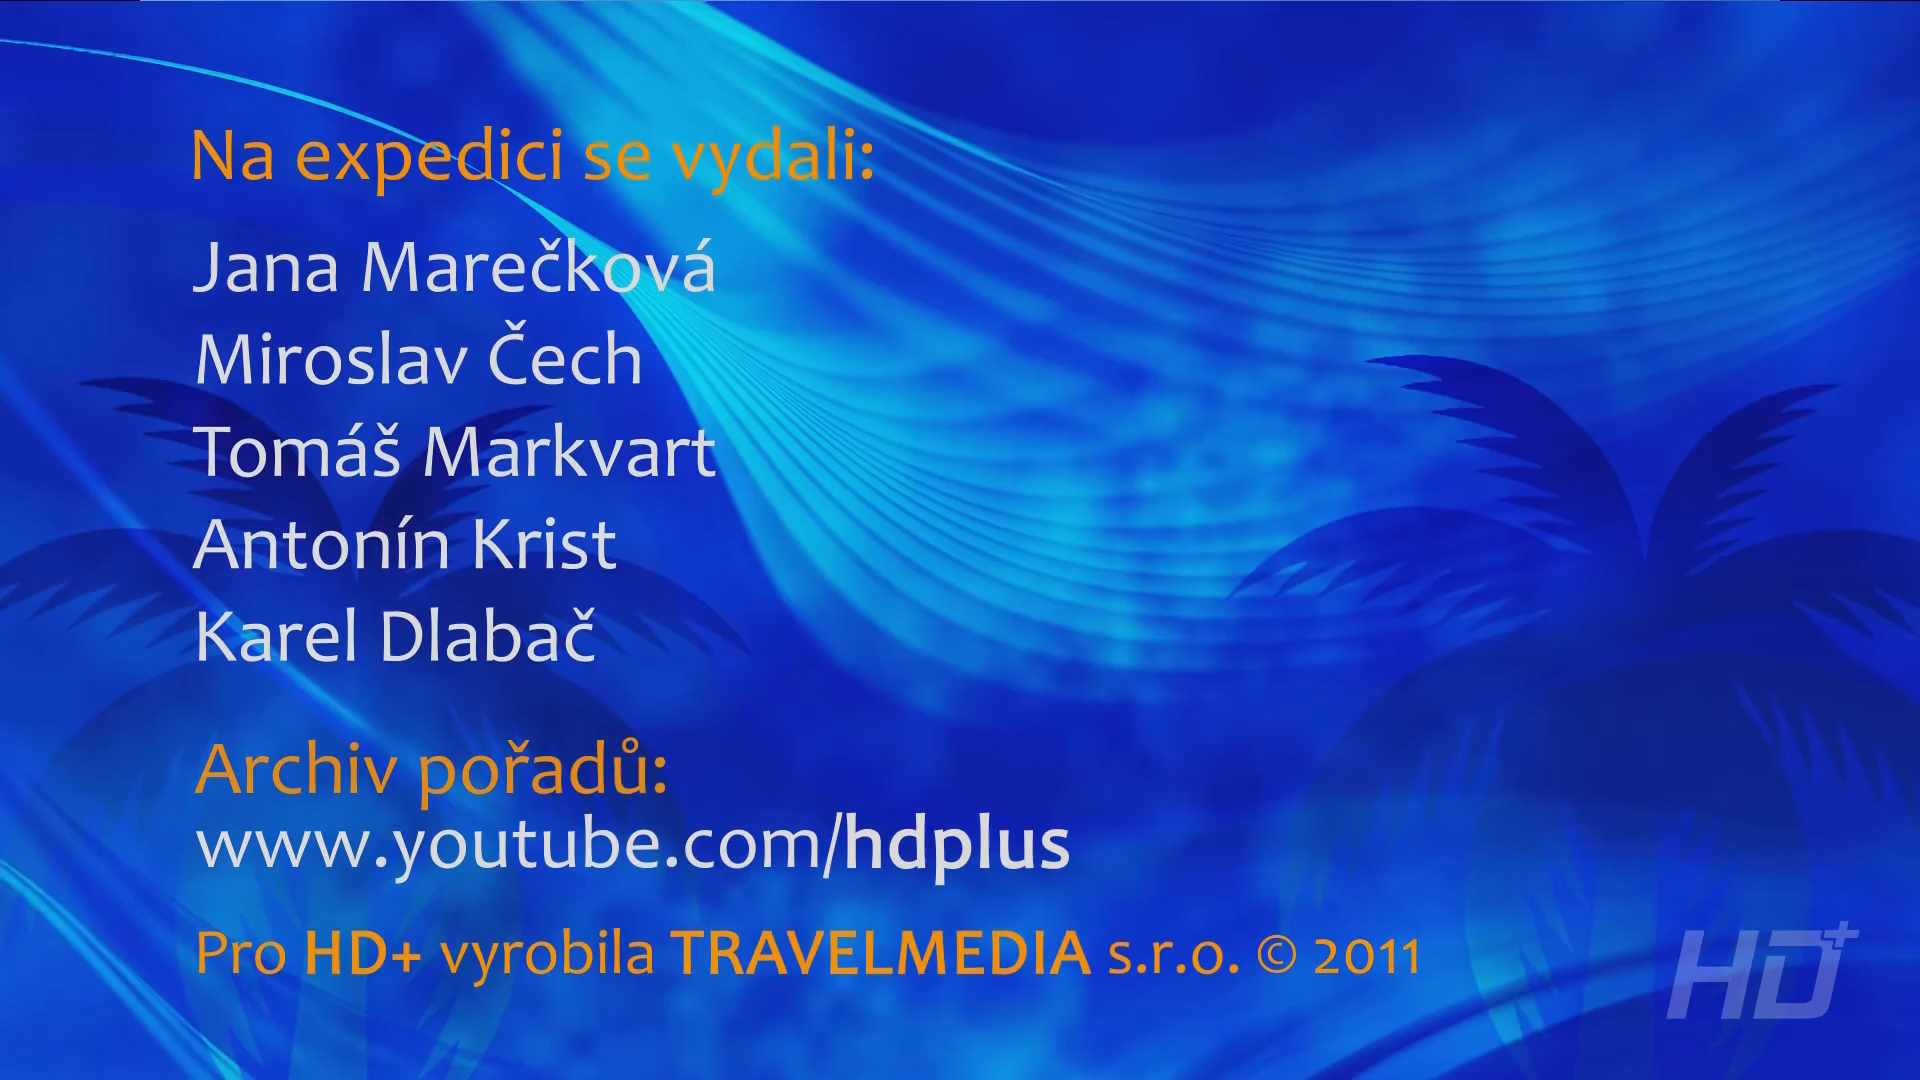 Na expedici se vydali:
Jana Marečková
Miroslav Čech
Tomáš Markvart
Antonín Krist
Karel Dlabač
Archiv pořadů:
www.youtube.com/hdplus
Pro HD+ vyrobila TRAVELMEDIA s.r.o. © 2011
HD+